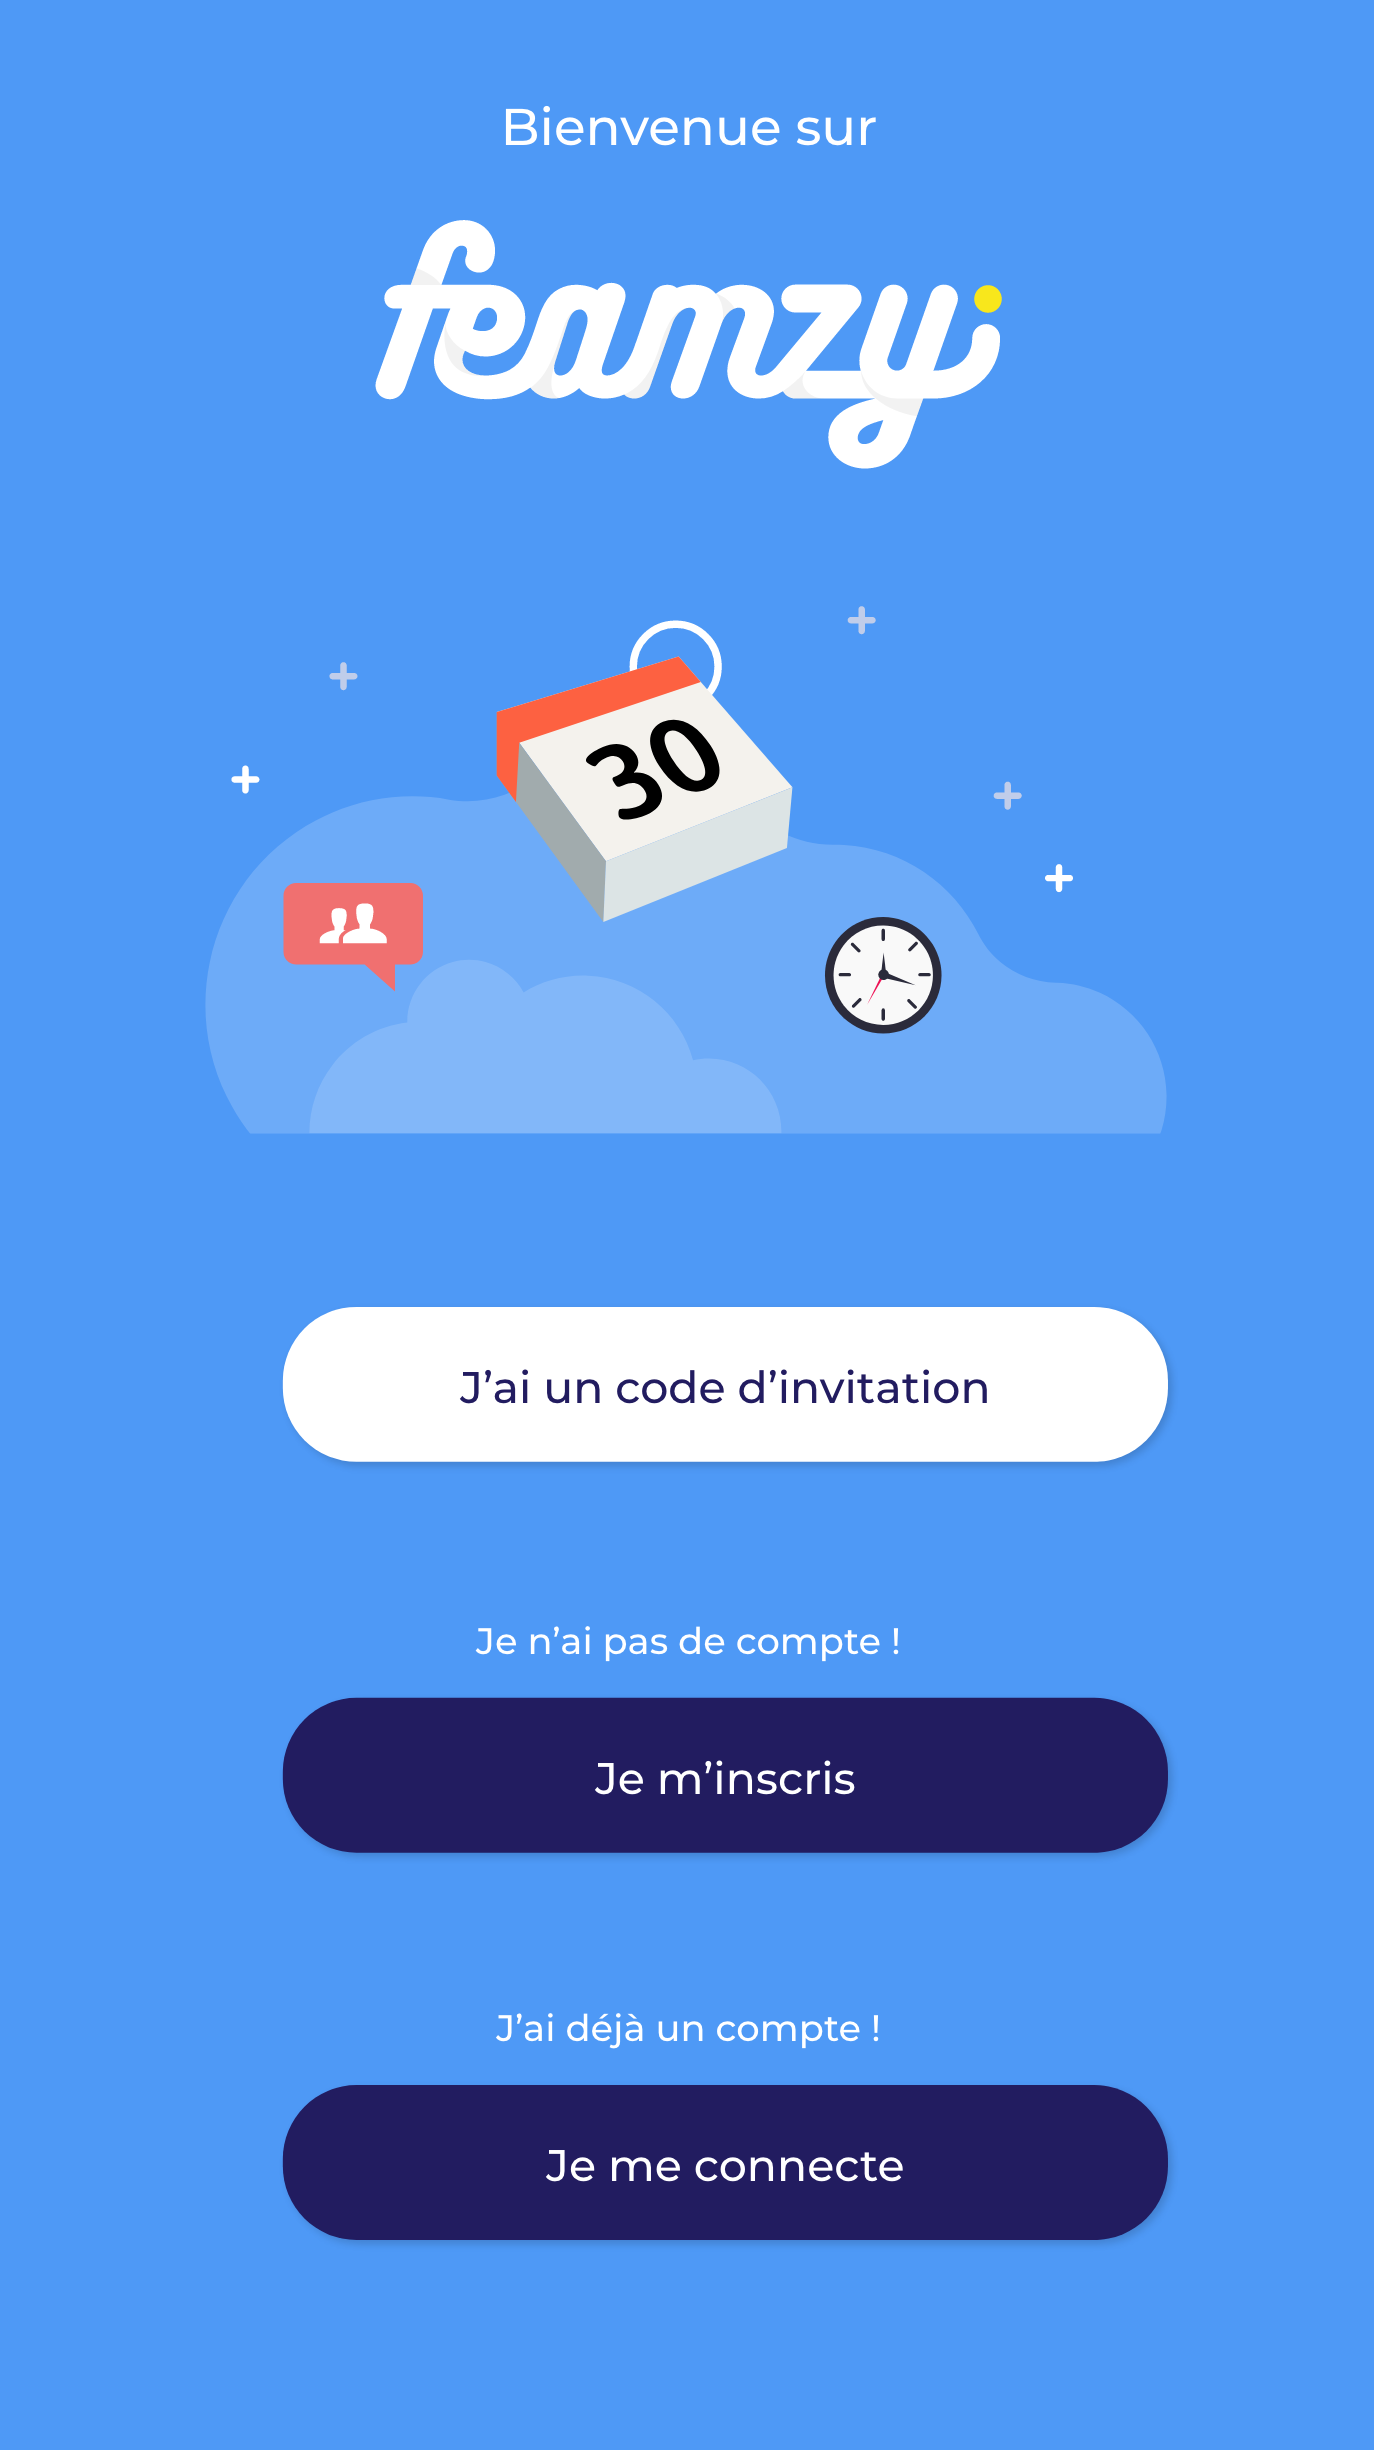 Bienvenue sur
feamzy
30
J’ai un code d’invitation
Je n’ai pas de compte !
Je m’inscris
J’ai déjà un compte !
Je me connecte